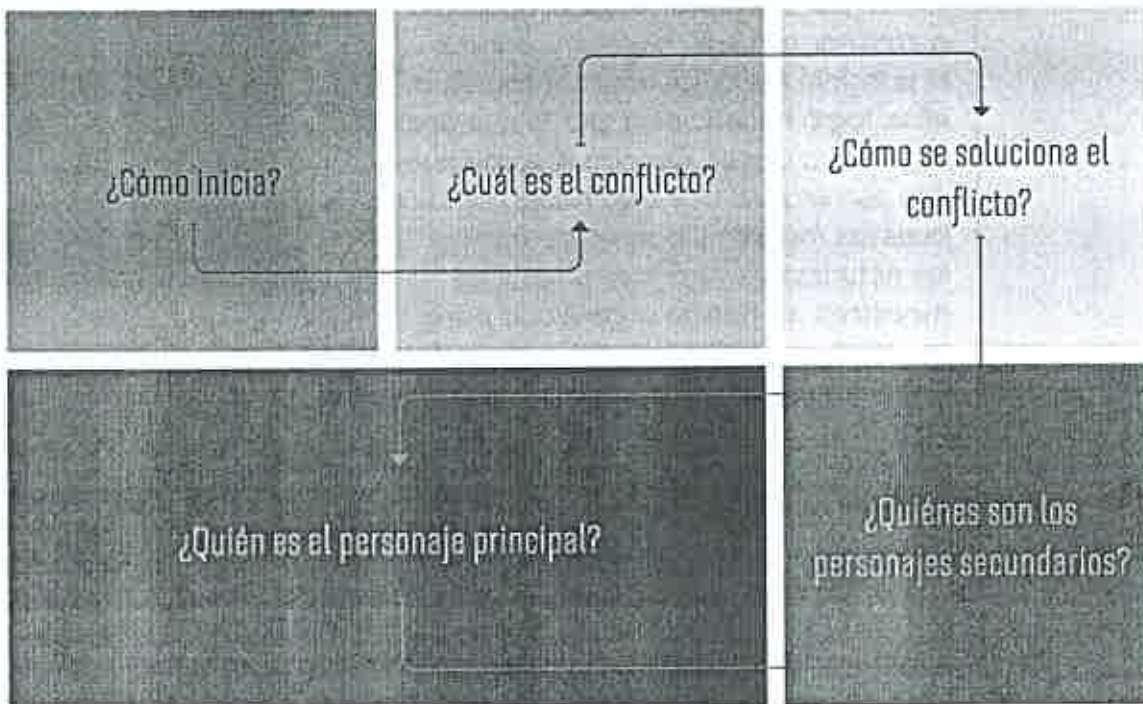 ¿Cómo inicia?
¿Cuál es el conflicto?
¿Cómo se soluciona el
conflicto?
¿Quién es el personaje principal?
¿Quiénes son los
personajes secundarios?